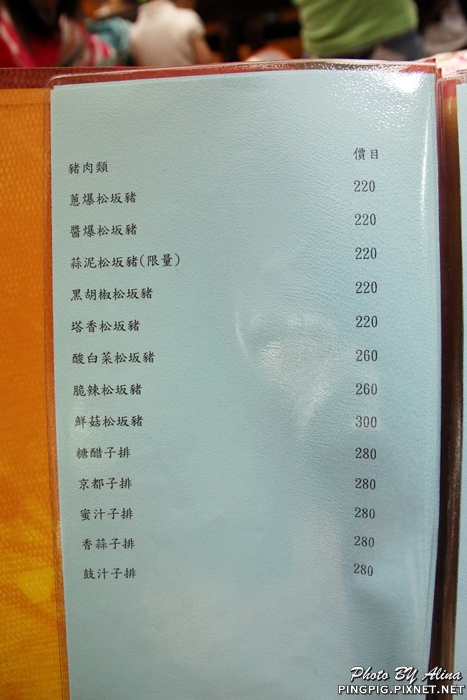 豬肉類 價目
蔥爆松坂豬 220
醬爆松坂豬 220
蒜泥松坂豬(限量) 220
黑胡椒松坂豬 220
塔香松坂豬 220
酸白菜松坂豬 260
脆辣松坂豬 260
鮮菇松坂豬 300
糖醋子排 280
京都子排 280
蜜汁子排 280
香蒜子排 280
鼓汁子排 280
Photo BY Alina
PINGPIG.PIXNET.NET